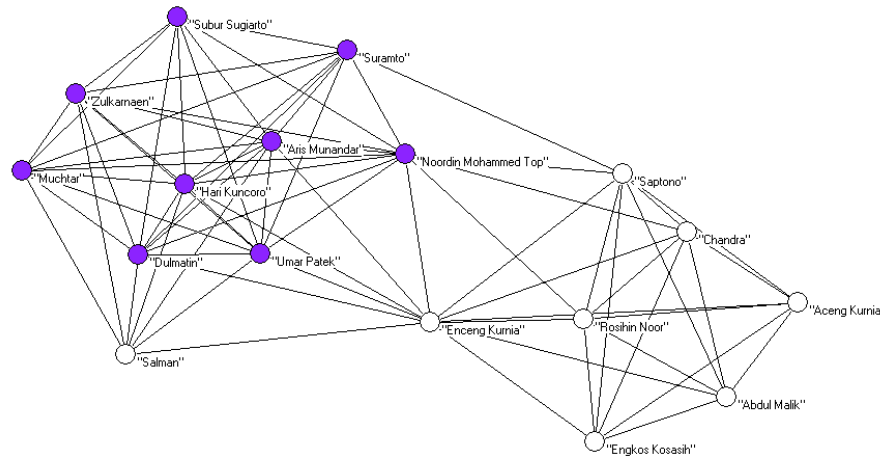 "Subur Sugiarto"
"Suramto"
"Zulkarnaen"
"Aris Munandar"
"Noordin Mohammed Top"
"Muchtar"
"Saptono"
"Hari Kuncoro"
"Chandra"
"Dulmatin"
"Umar Patek"
"Aceng Kurnia
"Enceng Kurnia"
"Rosihin Noor"
"Salman"
"Abdul Malik"
"Engkos Kosasih"